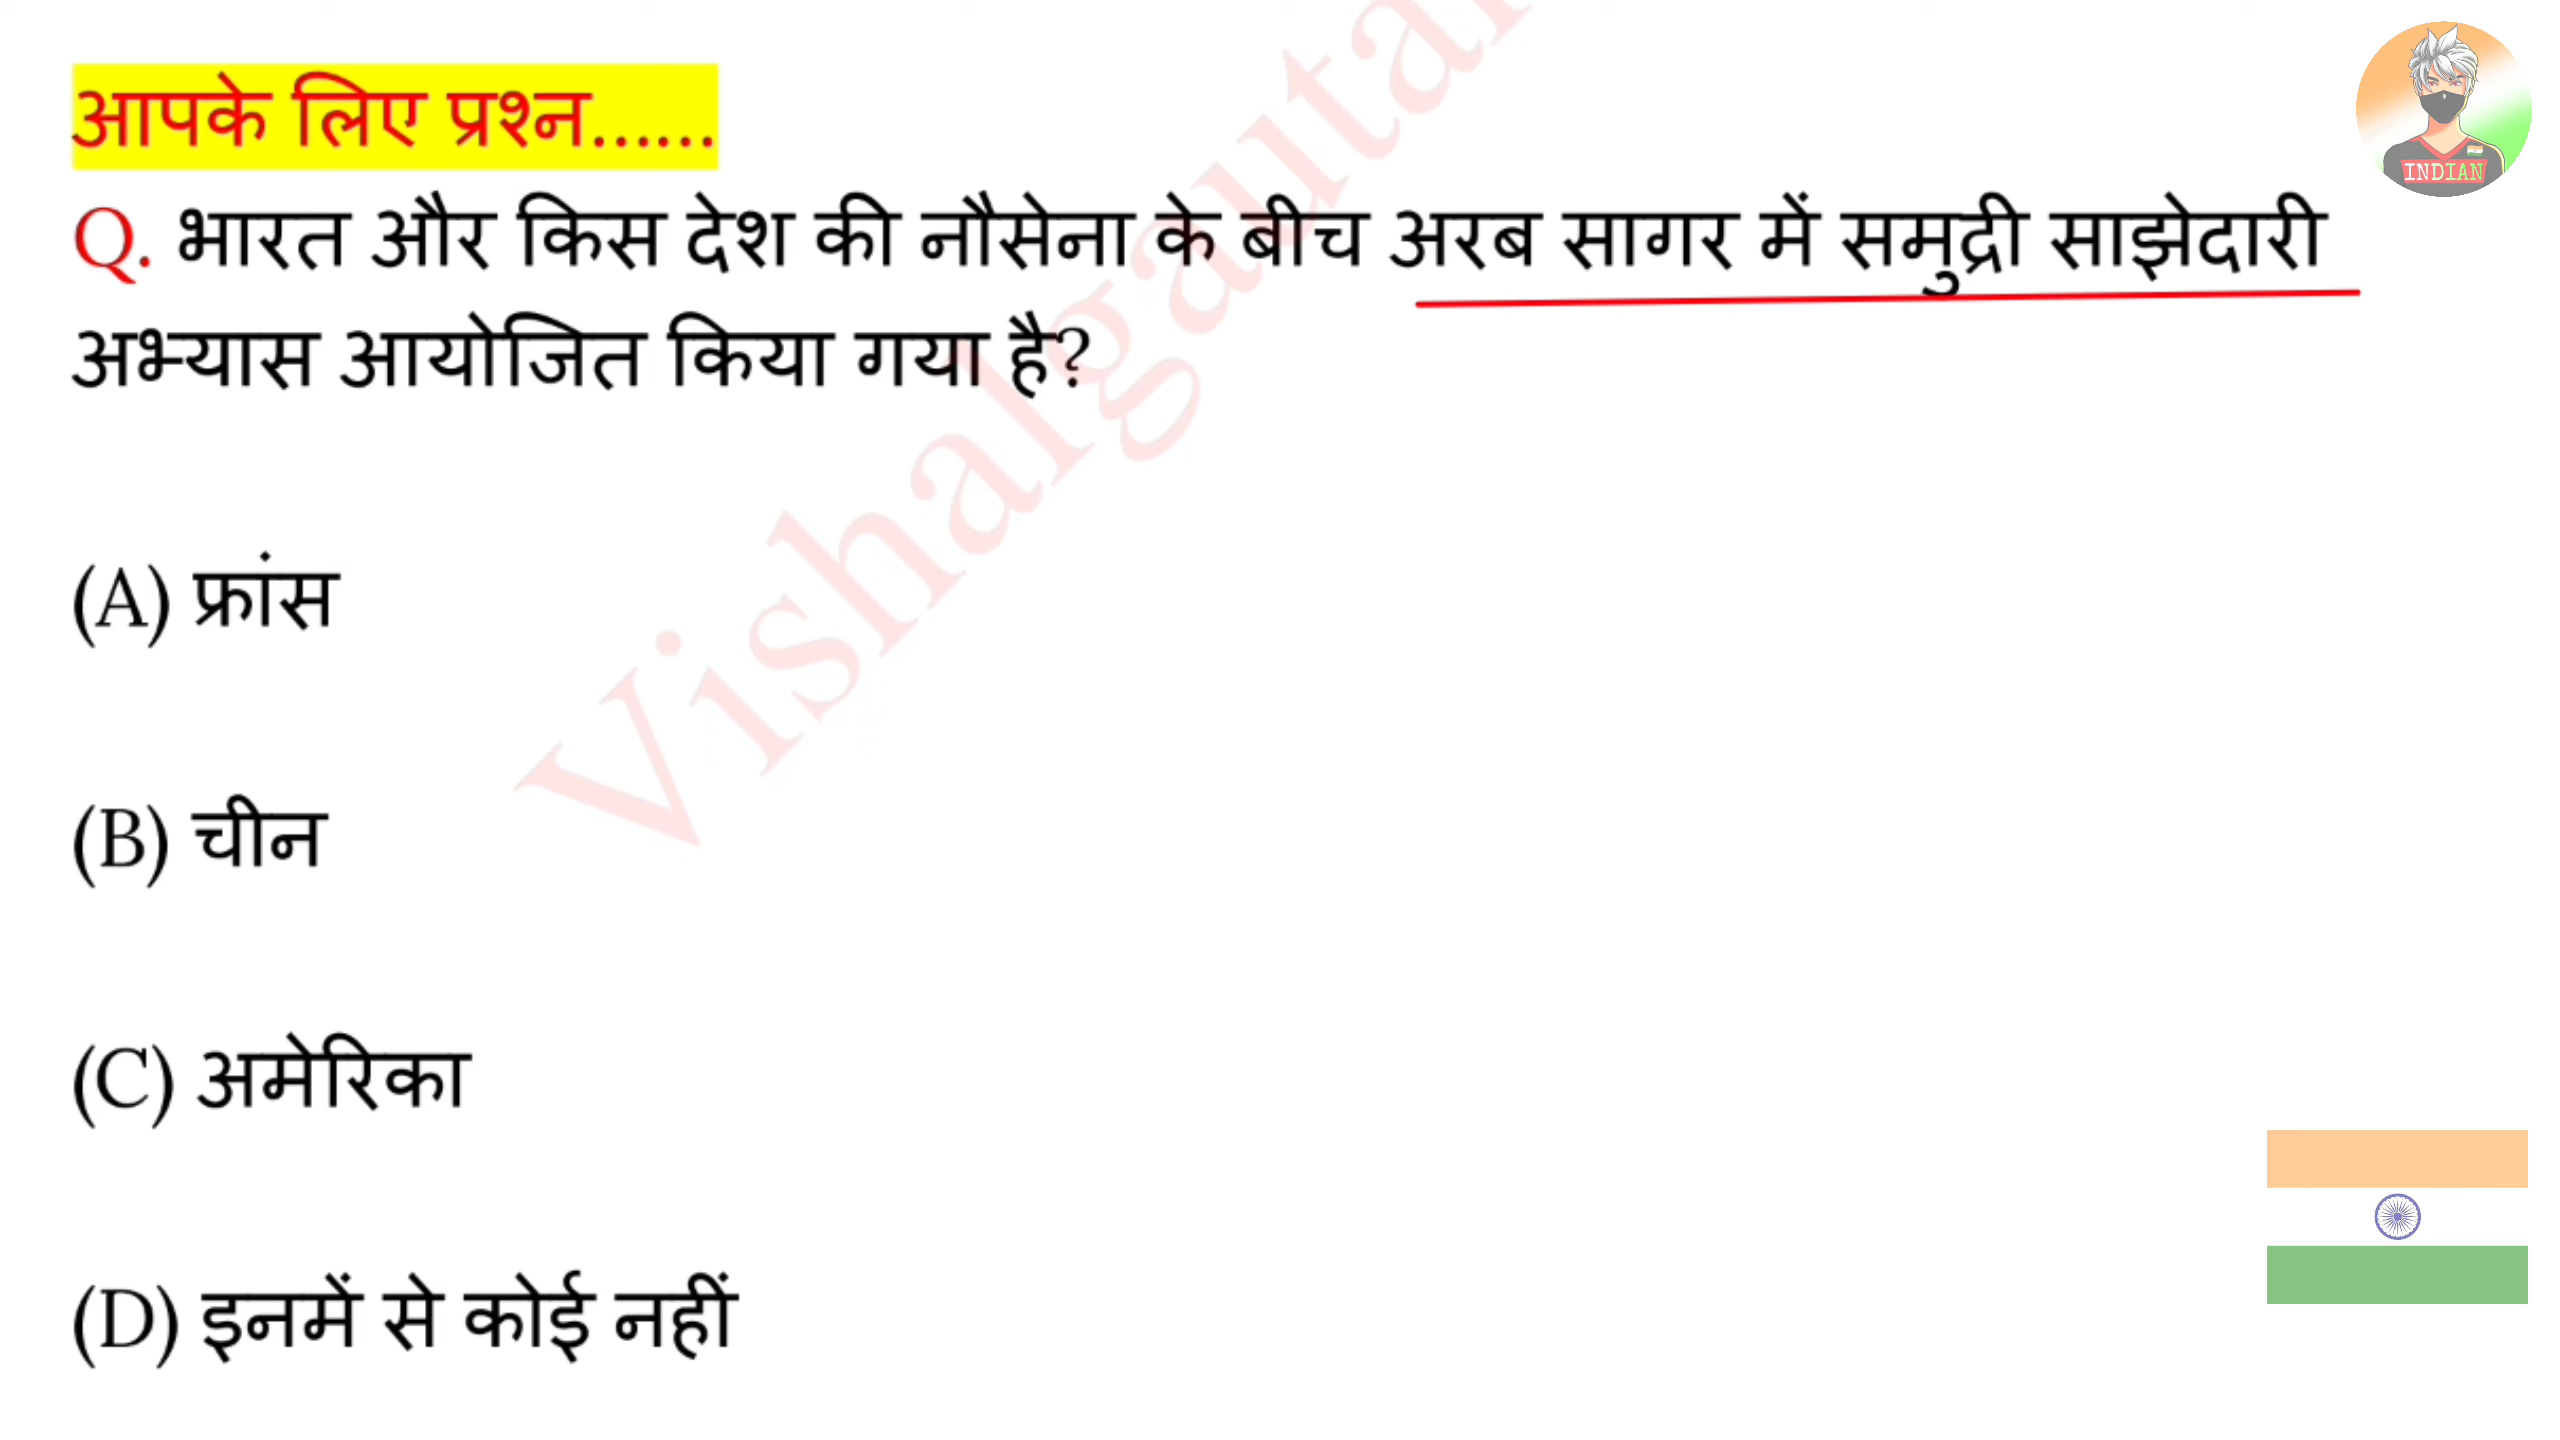 आपके लिए प्रश्न......
INDIAN
Q. भारत और किस देश की नौसेना के बीच अरब सागर में समुद्री साझेदारी
अभ्यास आयोजित किया गया है?
(A) फ्रांस
(B) चीन
(C) अमेरिका
(D) इनमें से कोई नहीं
Vishalgautam